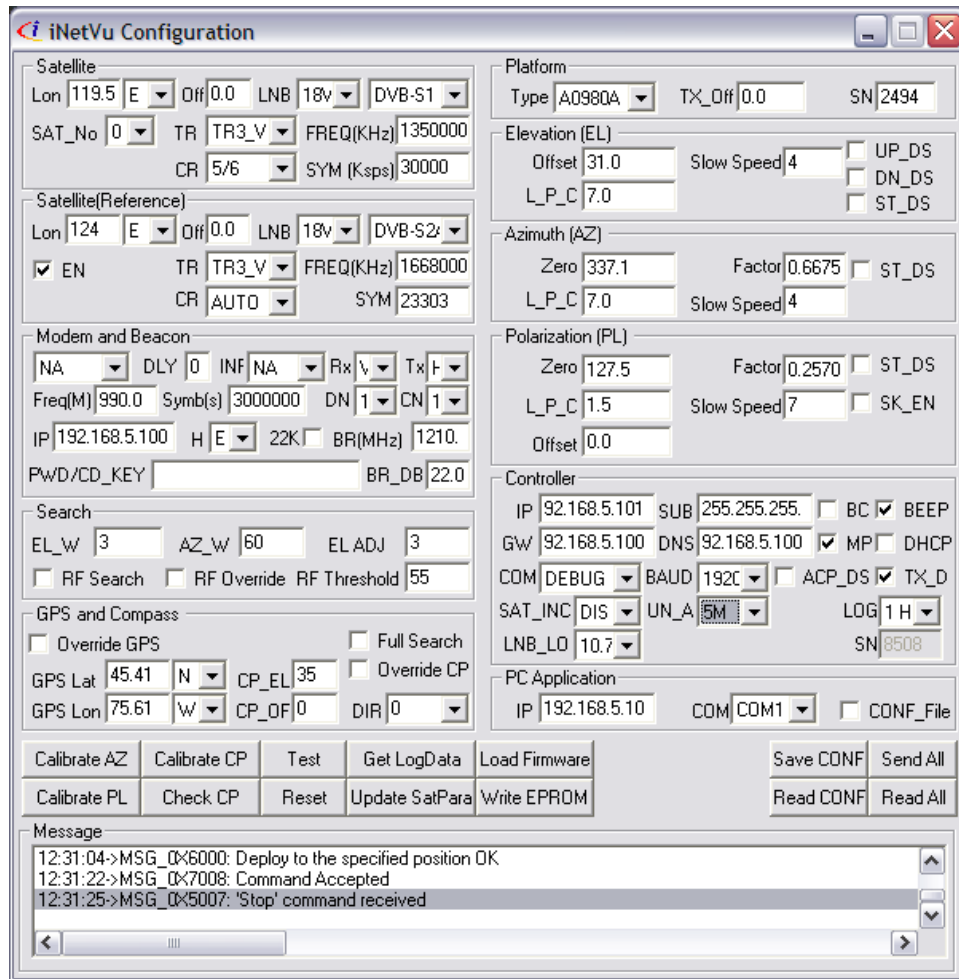 iNetVu Configuration
Satellite
Lon 119.5 E Off 0.0 LNB 18v DVB-S1
SAT_No 0 TR TR3_V FREQ(KHz) 1350000
CR 5/6 SYM (Ksps) 30000
Satellite(Reference)
Lon 124 E Off 0.0 LNB 18v DVB-S2
EN TR TR3_V FREQ(KHz) 1668000
CR AUTO SYM 23303
Modem and Beacon
NA DLY 0 INF NA Rx V Tx H
Freq(M) 990.0 Symb(s) 3000000 DN 1 CN 1
IP 192.168.5.100 H E 22K BR(MHz) 1210.
PWD/CD_KEY BR_DB 22.0
Search
EL_W 3 AZ_W 60 EL ADJ 3
RF Search RF Override RF Threshold 55
GPS and Compass
Override GPS Full Search
GPS Lat 45.41 N CP_EL 35 Override CP
GPS Lon 75.61 W CP_OF 0 DIR 0
Platform
Type A0980A TX_Off 0.0 SN 2494
Elevation (EL)
Offset 31.0 Slow Speed 4 UP_DS
L_P_C 7.0 DN_DS
ST_DS
Azimuth (AZ)
Zero 337.1 Factor 0.6675 ST_DS
L_P_C 7.0 Slow Speed 4
Polarization (PL)
Zero 127.5 Factor 0.2570 ST_DS
L_P_C 1.5 Slow Speed 7 SK_EN
Offset 0.0
Controller
IP 92.168.5.101 SUB 255.255.255. BC BEEP
GW 92.168.5.100 DNS 92.168.5.100 MP DHCP
COM DEBUG BAUD 1920 ACP_DS TX_D
SAT_INC DIS UN_A 5M LOG 1 H
LNB_LO 10.7 SN 8508
PC Application
IP 192.168.5.10 COM COM1 CONF_File
Calibrate AZ Calibrate CP Test Get LogData Load Firmware Save CONF Send All
Calibrate PL Check CP Reset Update SatPara Write EPROM Read CONF Read All
Message
12:31:04->MSG_0X6000: Deploy to the specified position OK
12:31:22->MSG_0X7008: Command Accepted
12:31:25->MSG_0X5007: 'Stop' command received